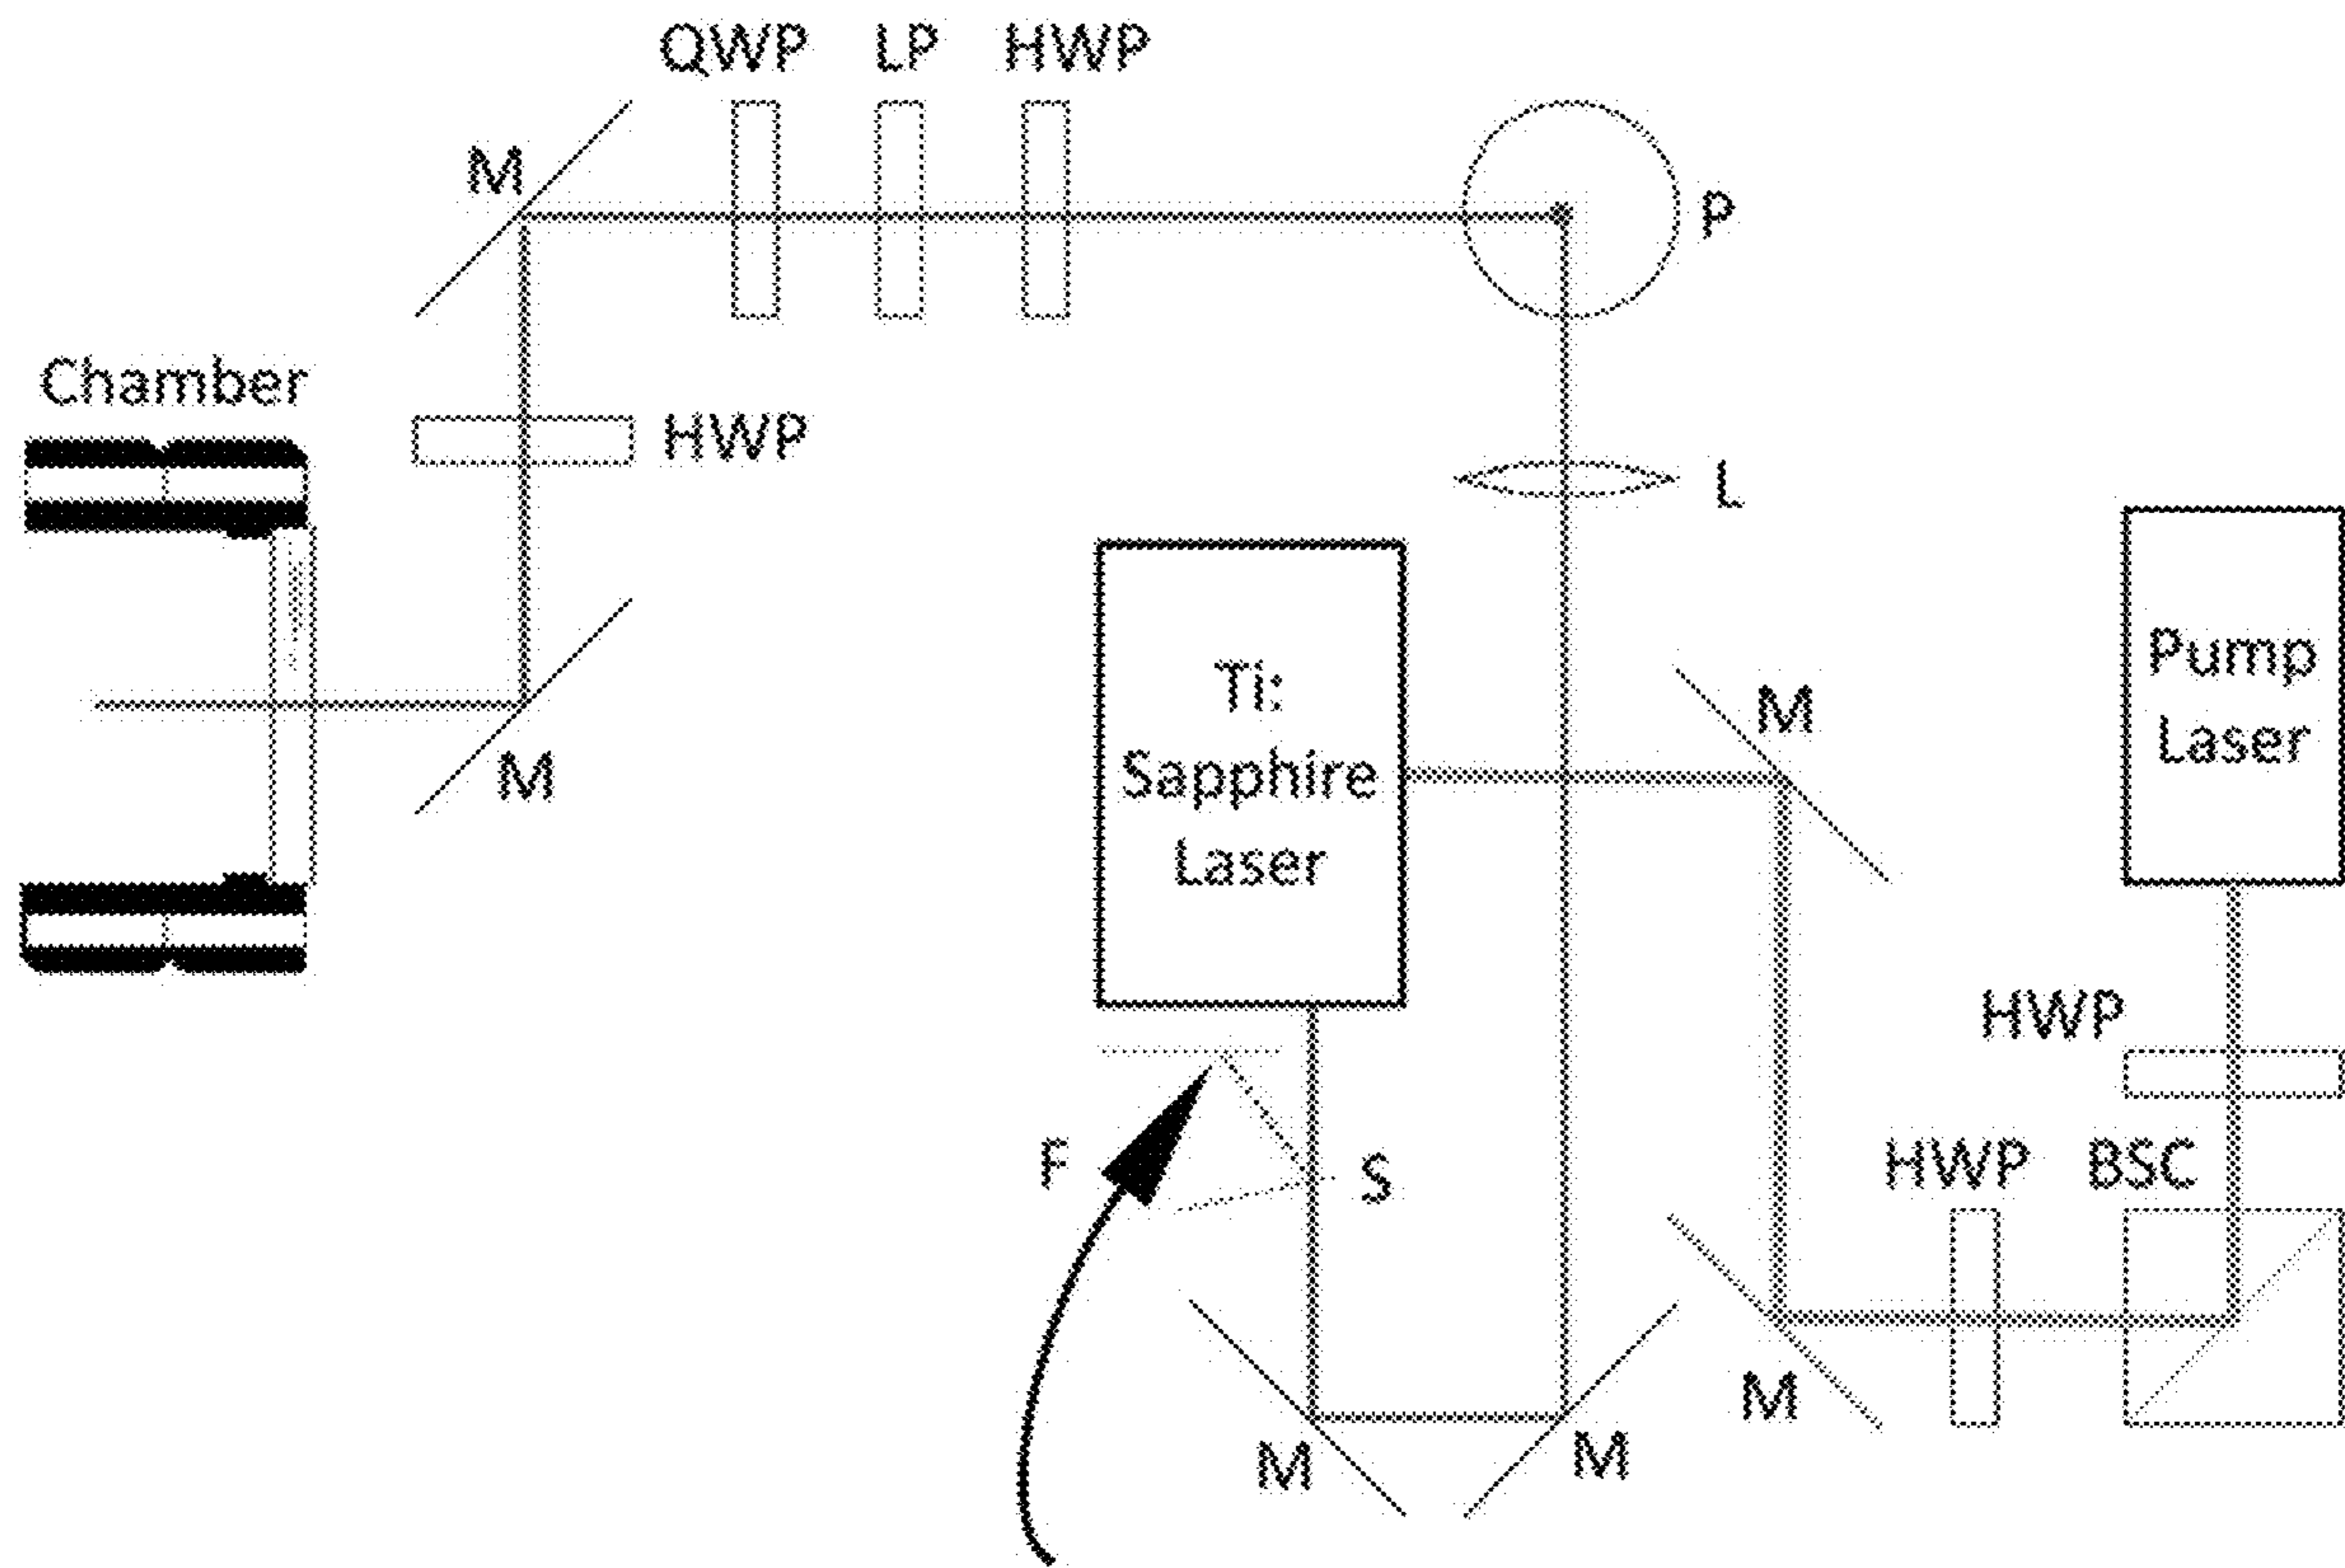 QWP LP HWP
M
P
Chamber
HWP
L
Ti:
Sapphire
Laser
Pump
Laser
M
M
HWP
F
S
HWP BSC
M
M
M